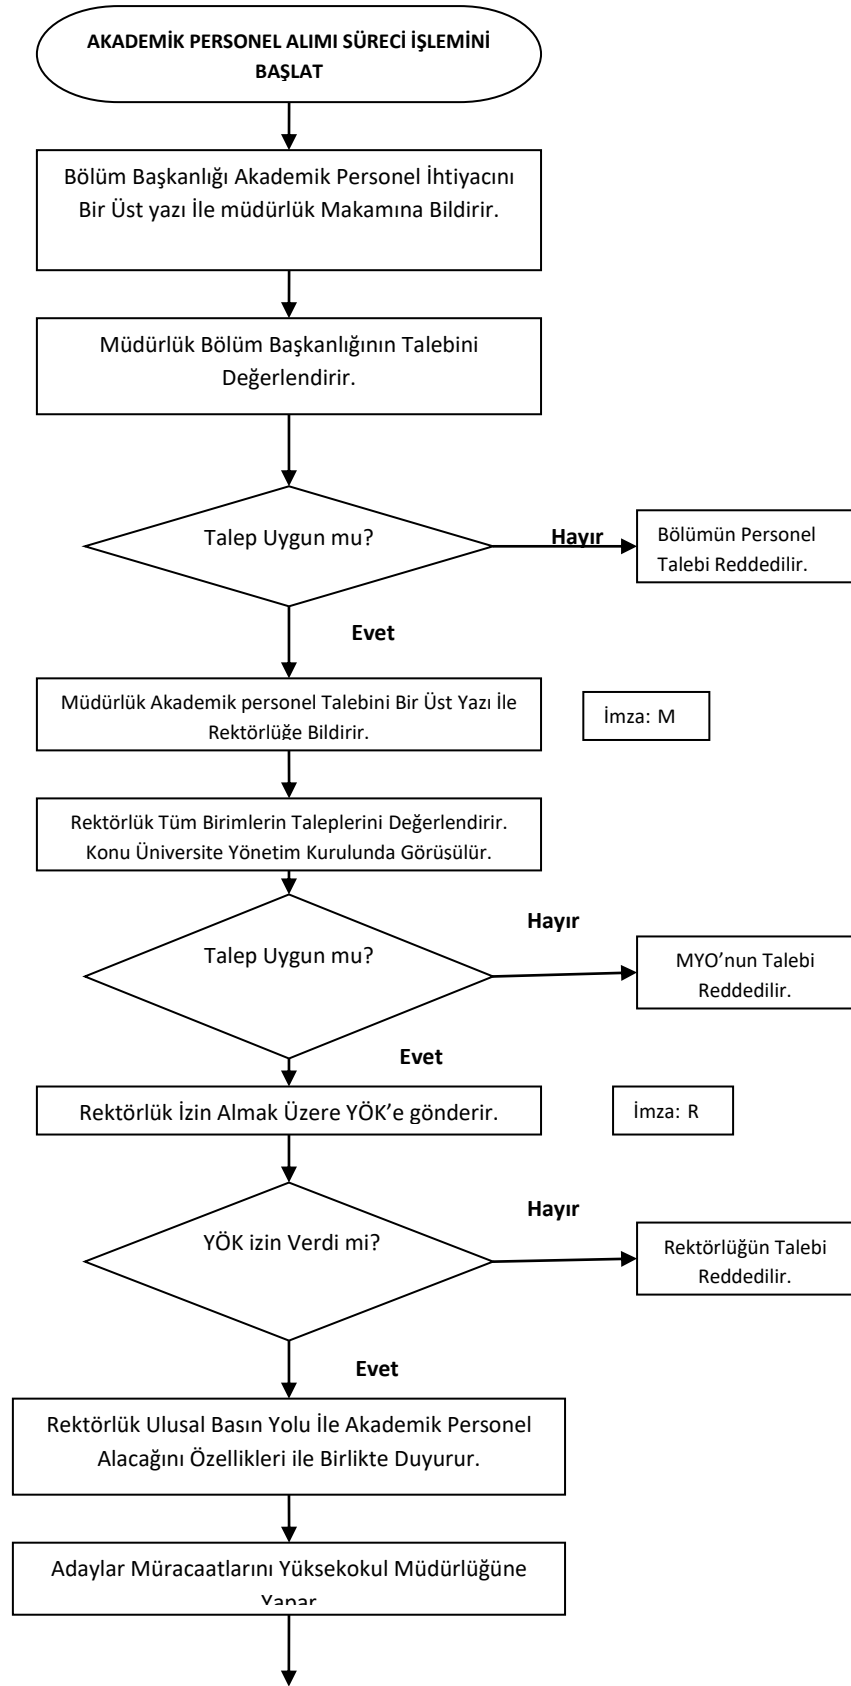 AKADEMİK PERSONEL ALIMI SÜRECİ İŞLEMİNİ
BAŞLAT
Bölüm Başkanlığı Akademik Personel İhtiyacını
Bir Üst yazı İle müdürlük Makamına Bildirir.
Müdürlük Bölüm Başkanlığının Talebini
Değerlendirir.
Talep Uygun mu?
Hayır
Bölümün Personel
Talebi Reddedilir.
Evet
Müdürlük Akademik personel Talebini Bir Üst Yazı İle
Rektörlüğe Bildirir.
İmza: M
Rektörlük Tüm Birimlerin Taleplerini Değerlendirir.
Konu Üniversite Yönetim Kurulunda Görüşülür.
Hayır
Talep Uygun mu?
MYO’nun Talebi
Reddedilir.
Evet
Rektörlük İzin Almak Üzere YÖK’e gönderir.
İmza: R
Hayır
YÖK izin Verdi mi?
Rektörlüğün Talebi
Reddedilir.
Evet
Rektörlük Ulusal Basın Yolu İle Akademik Personel
Alacağını Özellikleri ile Birlikte Duyurur.
Adaylar Müracaatlarını Yüksekokul Müdürlüğüne
Yapar